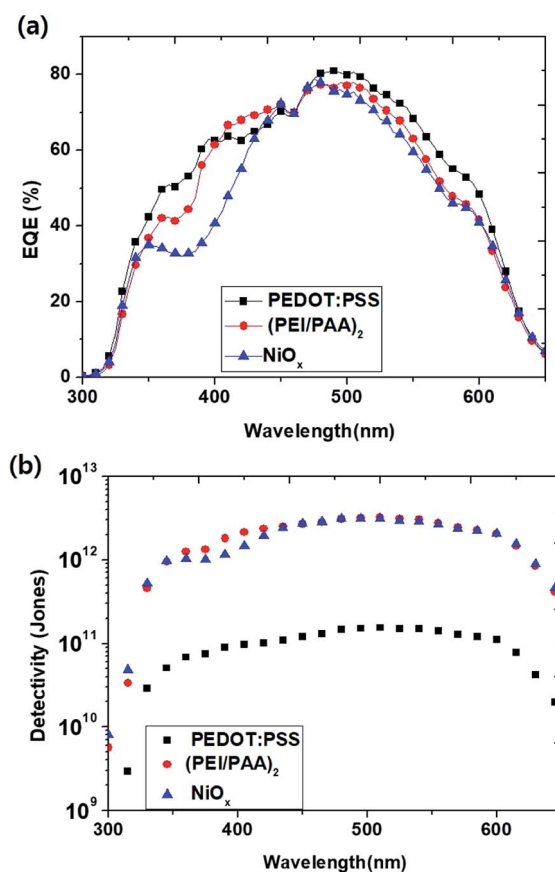 (a)
80
60
40
20
0
EQE (%)
PEDOT:PSS
(PEI/PAA)2
NiOx
300 400 500 600
Wavelength(nm)
(b)
10^13
10^12
10^11
10^10
10^9
Detectivity (Jones)
PEDOT:PSS
(PEI/PAA)2
NiOx
300 400 500 600
Wavelength(nm)